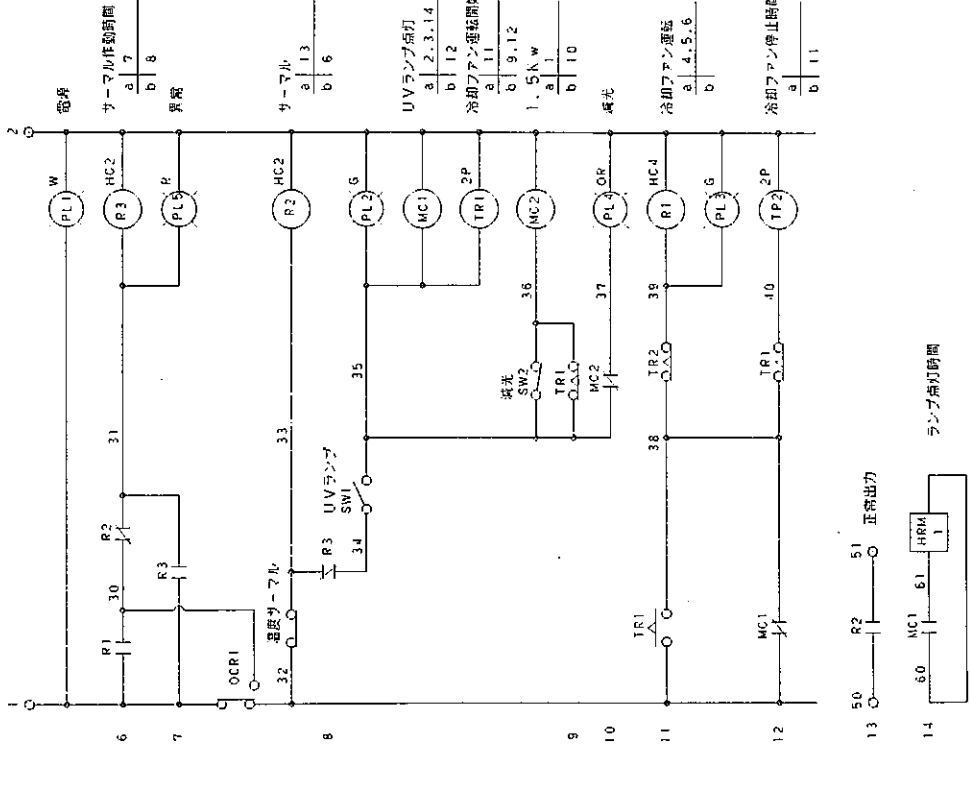 1
2
W
PL1
電源
6
R1
30
R2
31
R3
HC2
サーマル作動時間
a 7
b 8
7
R3
PL5
R
異常
OCR1
32
温度サーマル
33
R2
HC2
サーマル
a 13
b 6
8
R3
34
UVランプ
SW1
35
PL2
G
MC1
UVランプ点灯
a 2.3.14
b 12
TR1
2P
冷却ファン運転開始
a 11
b 9.12
減光
SW2
36
MC2
1.5Kw
a 1
b 10
9
TR1
10
MC2
37
PL4
OR
減光
11
TR1
38
TR2
39
R1
HC4
冷却ファン運転
a 4.5.6
b
PL3
G
12
MC1
TR1
40
TP2
2P
冷却ファン停止時間
a
b 11
13
50
R2
51
正常出力
14
60
MC1
61
HRM
1
ランプ点灯時間